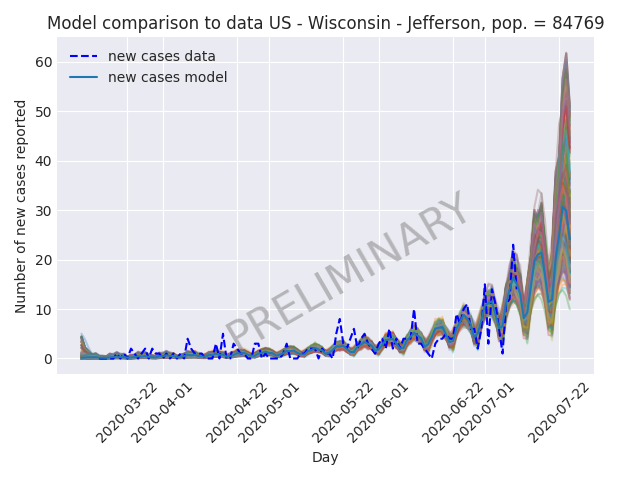 Model comparison to data US - Wisconsin - Jefferson, pop. = 84769
new cases data
new cases model
PRELIMINARY
Number of new cases reported
60
50
40
30
20
10
0
2020-03-22
2020-04-01
2020-04-22
2020-05-01
2020-05-22
2020-06-01
2020-06-22
2020-07-01
2020-07-22
Day